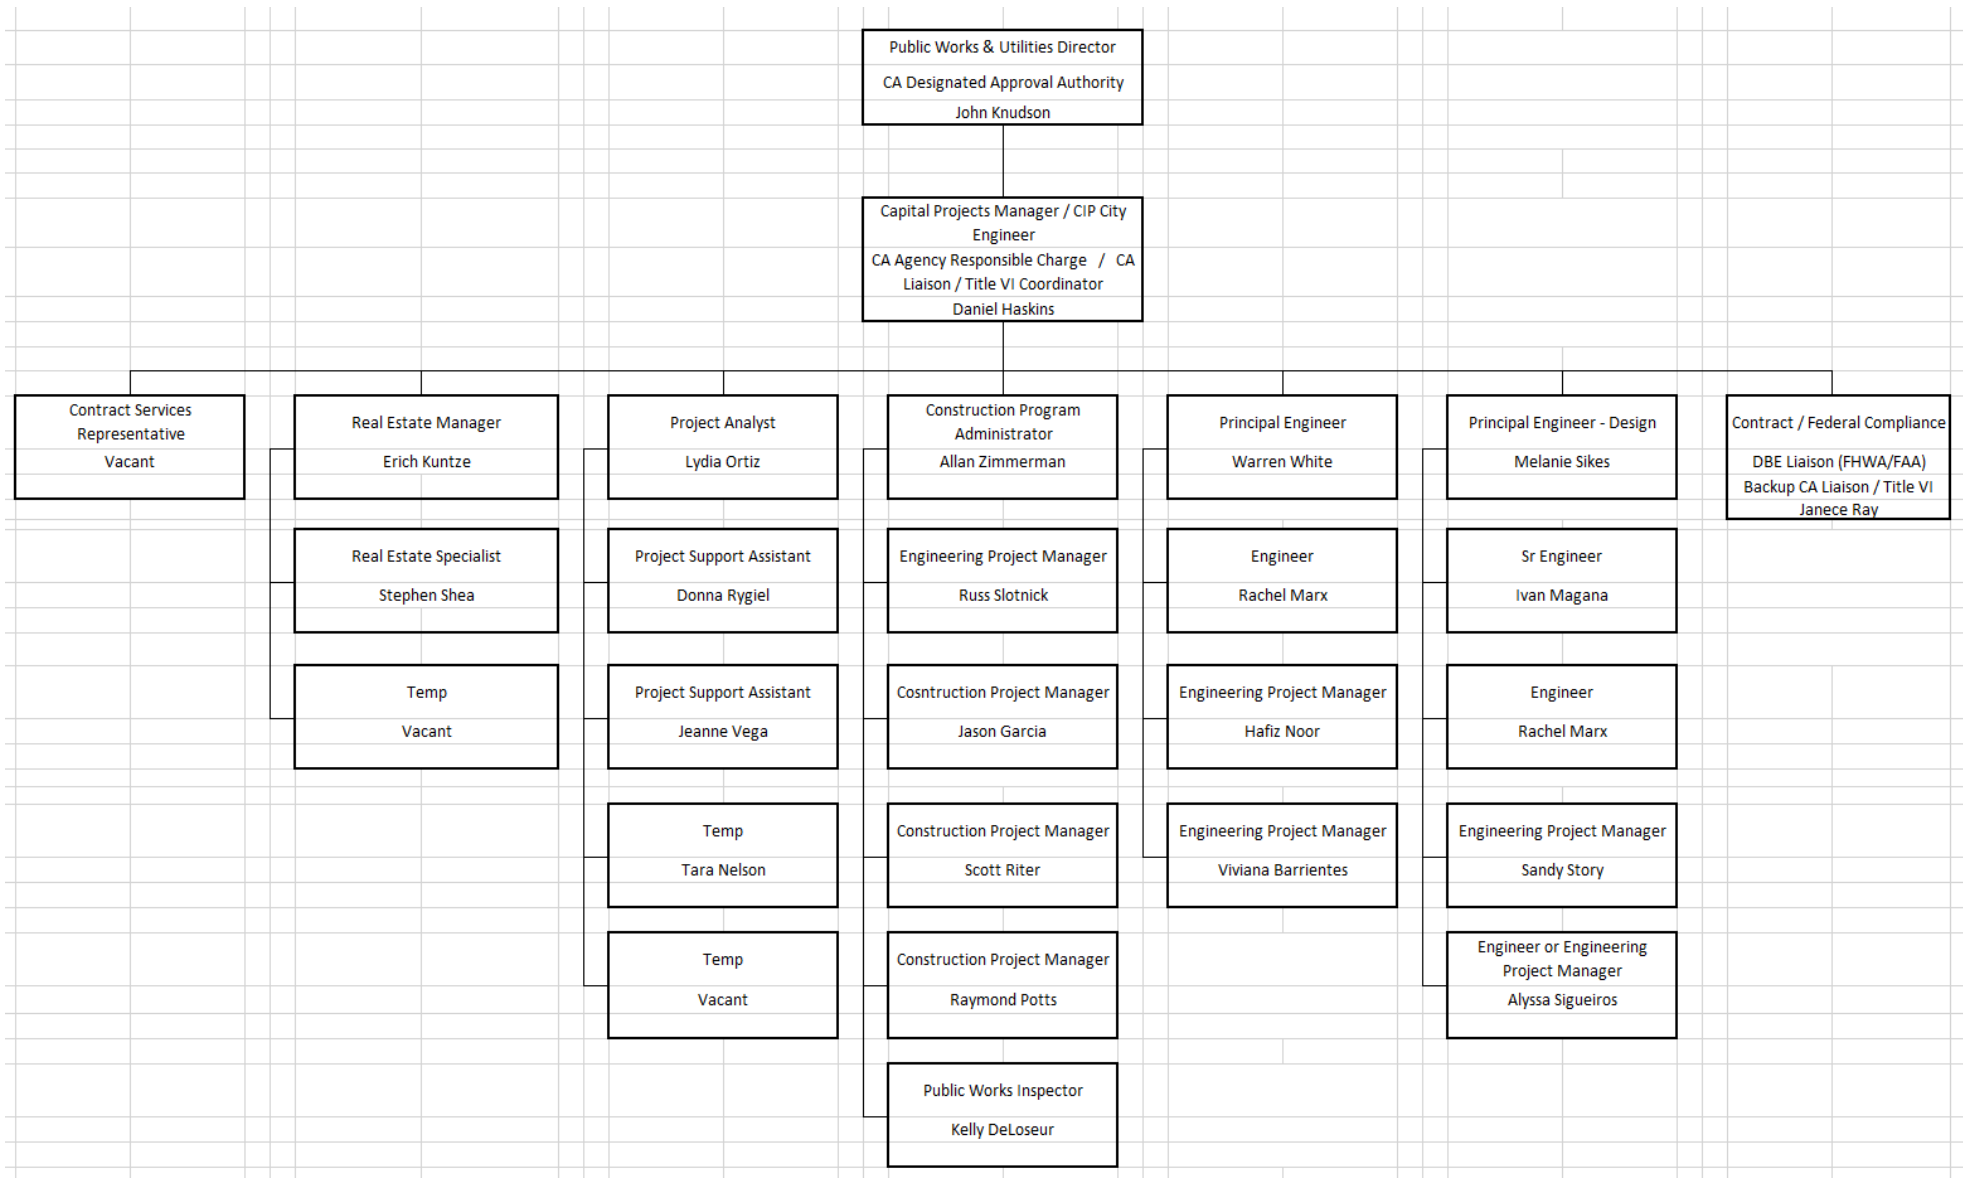 Public Works & Utilities Director
CA Designated Approval Authority
John Knudson
Capital Projects Manager / CIP City
Engineer
CA Agency Responsible Charge / CA
Liaison / Title VI Coordinator
Daniel Haskins
Contract Services
Representative
Vacant
Real Estate Manager
Erich Kuntze
Real Estate Specialist
Stephen Shea
Temp
Vacant
Project Analyst
Lydia Ortiz
Project Support Assistant
Donna Rygiel
Project Support Assistant
Jeanne Vega
Temp
Tara Nelson
Temp
Vacant
Construction Program
Administrator
Allan Zimmerman
Engineering Project Manager
Russ Slotnick
Cosntruction Project Manager
Jason Garcia
Construction Project Manager
Scott Riter
Construction Project Manager
Raymond Potts
Public Works Inspector
Kelly DeLoseur
Principal Engineer
Warren White
Engineer
Rachel Marx
Engineering Project Manager
Hafiz Noor
Engineering Project Manager
Viviana Barrientes
Principal Engineer - Design
Melanie Sikes
Sr Engineer
Ivan Magana
Engineer
Rachel Marx
Engineering Project Manager
Sandy Story
Engineer or Engineering
Project Manager
Alyssa Sigueiros
Contract / Federal Compliance
DBE Liaison (FHWA/FAA)
Backup CA Liaison / Title VI
Janece Ray